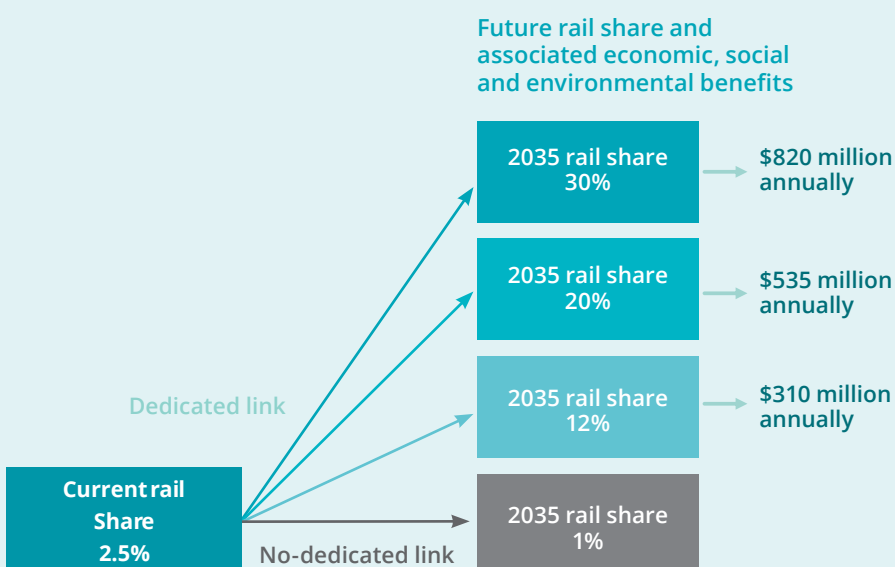 Future rail share and
associated economic, social
and environmental benefits
2035 rail share
30%
$820 million
annually
2035 rail share
20%
$535 million
annually
Dedicated link
2035 rail share
12%
$310 million
annually
Current rail
Share
2.5%
No-dedicated link
2035 rail share
1%